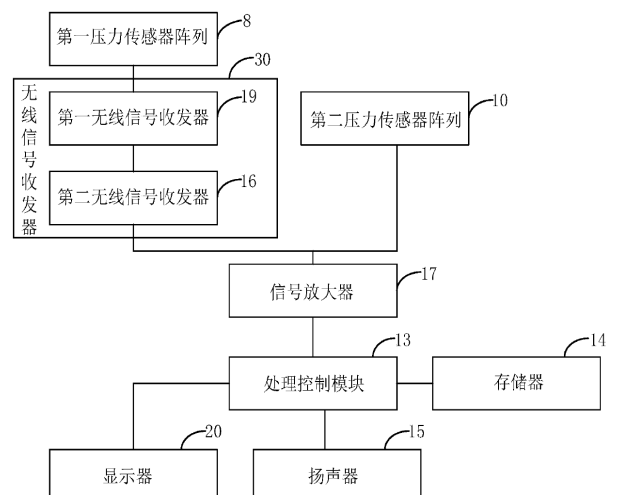 8
第一压力传感器阵列
30
无线信号收发器
19
第一无线信号收发器
10
第二压力传感器阵列
16
第二无线信号收发器
17
信号放大器
13
处理控制模块
14
存储器
20
显示器
15
扬声器